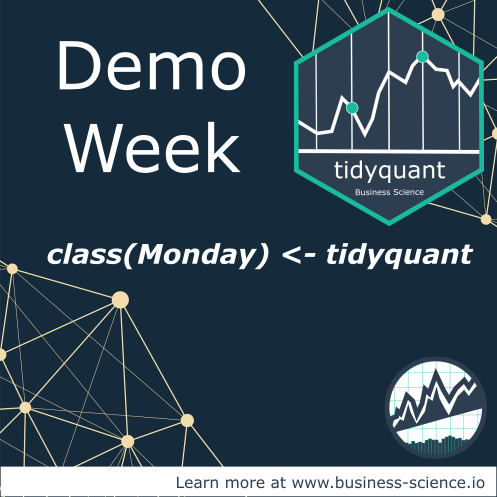 Demo
Week
tidyquant
Business Science
class(Monday) <- tidyquant
Learn more at www.business-science.io